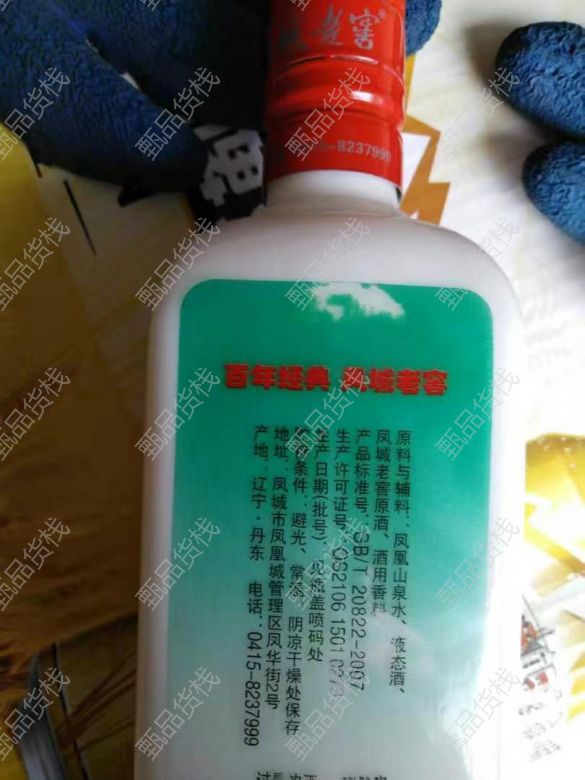 老窖
0415-8237999
百年经典 凤城老窖
原料与辅料：凤凰山泉水、液态酒、
凤城老窖原酒、酒用香料
产品标准号：GB/T 20822-2007
生产许可证号：QS2106 1501
生产日期(批号)：见瓶盖喷码处
条件：避光、常温、阴凉干燥处保存
地址：凤城市凤凰城管理区凤华街2号
产地：辽宁·丹东 电话：0415-8237999
甄品货栈